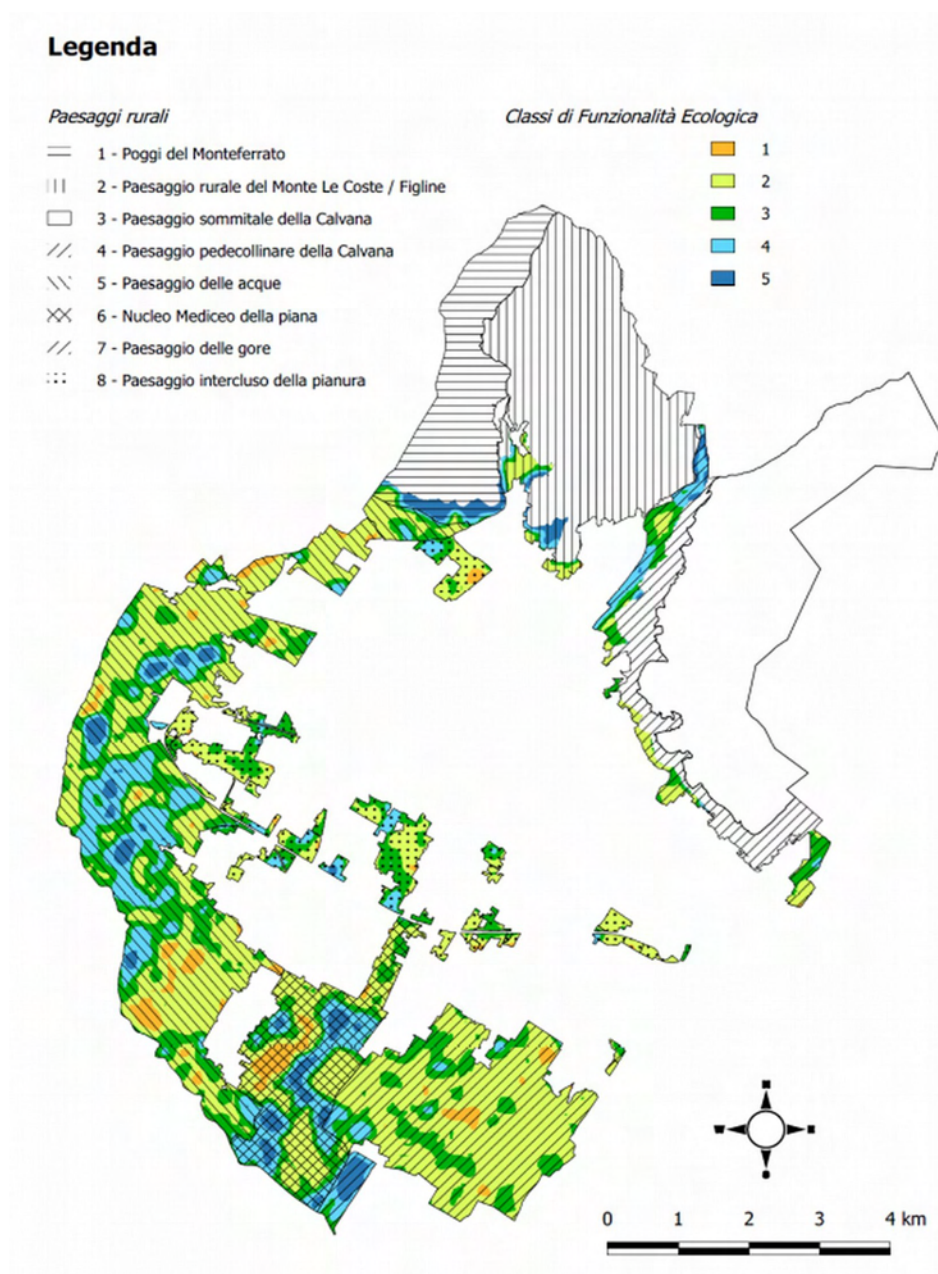 Legenda
Paesaggi rurali
1 - Poggi del Monteferrato
2 - Paesaggio rurale del Monte Le Coste / Figline
3 - Paesaggio sommitale della Calvana
4 - Paesaggio pedecollinare della Calvana
5 - Paesaggio delle acque
6 - Nucleo Mediceo della piana
7 - Paesaggio delle gore
8 - Paesaggio intercluso della pianura
Classi di Funzionalità Ecologica
1
2
3
4
5
0 1 2 3 4 km